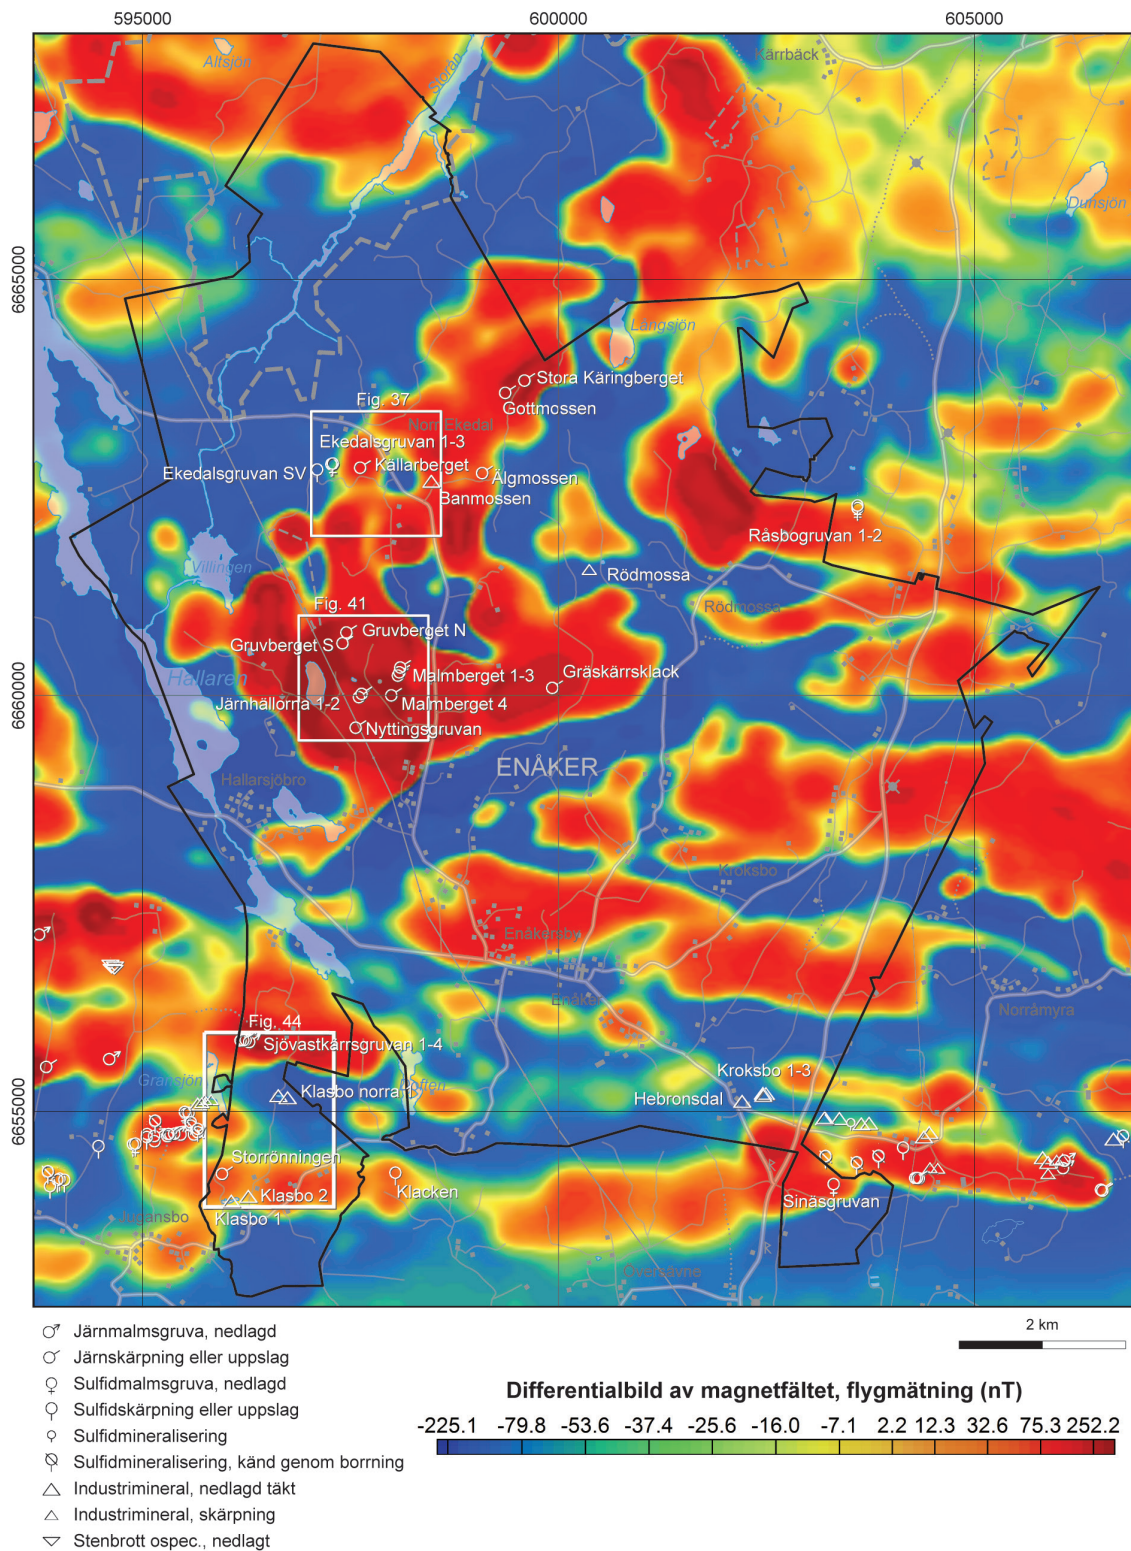 595000
600000
605000
6665000
6660000
6655000
Altsjön
Storån
Kärrbäck
Dunsjön
Långsjön
Stora Käringberget
Gottmossen
Fig. 37
Norr Ekedal
Ekedalsgruvan 1-3
Ekedalsgruvan SV
Källarberget
Älgmossen
Banmossen
Råsbogruvan 1-2
Villingen
Rödmossa
Rödmossa
Fig. 41
Gruvberget N
Gruvberget S
Hallaren
Malmberget 1-3
Gräskärrsklack
Järnhällorna 1-2
Malmberget 4
Nyttingsgruvan
ENÅKER
Hallarsjöbro
Kroksbo
Enåkersby
Enåker
Norråmyra
Fig. 44
Sjövastkärrsgruvan 1-4
Gransjön
Toften
Klasbo norra
Kroksbo 1-3
Hebronsdal
Storrönningen
Klacken
Klasbo 2
Klasbo 1
Sinäsgruvan
Jugansbo
Översävne
Järnmalmsgruva, nedlagd
Järnskärpning eller uppslag
Sulfidmalmsgruva, nedlagd
Sulfidskärpning eller uppslag
Sulfidmineralisering
Sulfidmineralisering, känd genom borrning
Industrimineral, nedlagd täkt
Industrimineral, skärpning
Stenbrott ospec., nedlagt
2 km
Differentialbild av magnetfältet, flygmätning (nT)
-225.1 -79.8 -53.6 -37.4 -25.6 -16.0 -7.1 2.2 12.3 32.6 75.3 252.2